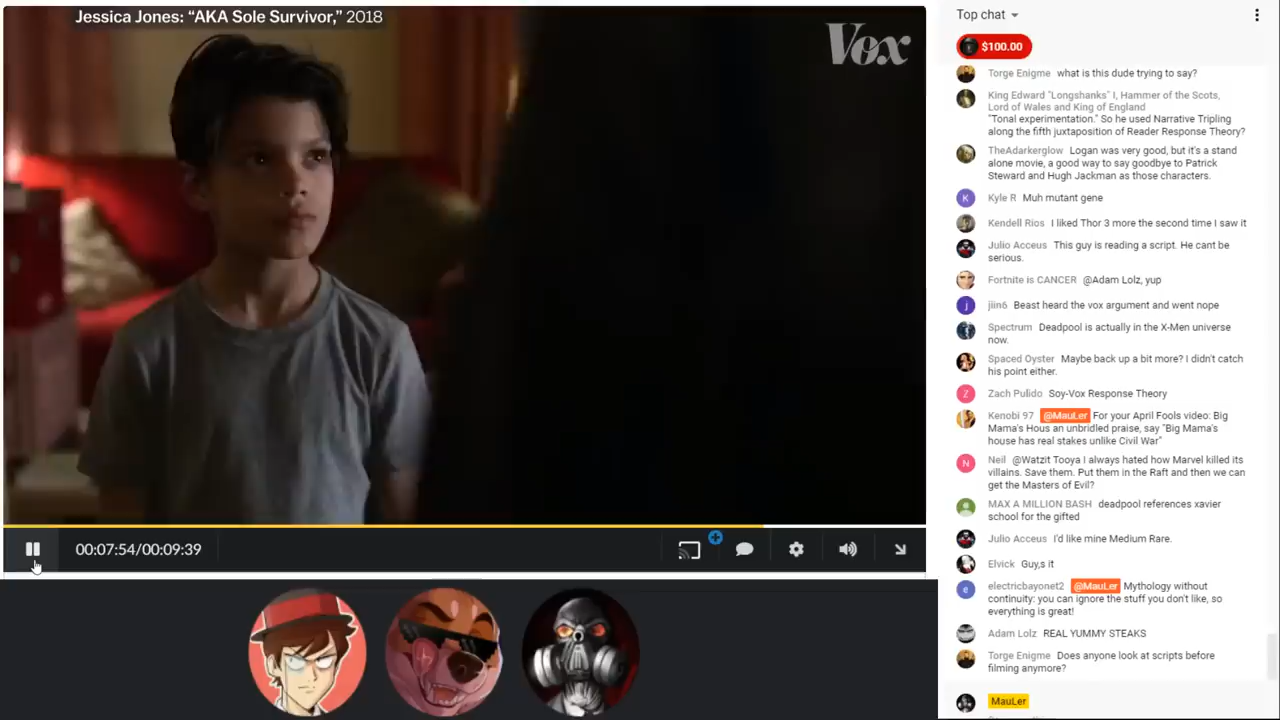 Jessica Jones: “AKA Sole Survivor,” 2018
Vox
00:07:54/00:09:39
Top chat
$100.00
Torge Enigme what is this dude trying to say?
King Edward "Longshanks" I, Hammer of the Scots,
Lord of Wales and King of England
"Tonal experimentation." So he used Narrative Tripling
along the fifth juxtaposition of Reader Response Theory?
TheAdarkerglow Logan was very good, but it's a stand
alone movie, a good way to say goodbye to Patrick
Steward and Hugh Jackman as those characters.
K
Kyle R Muh mutant gene
Kendell Rios I liked Thor 3 more the second time I saw it
Julio Acceus This guy is reading a script. He cant be
serious.
Fortnite is CANCER @Adam Lolz, yup
j
jiin6 Beast heard the vox argument and went nope
Spectrum Deadpool is actually in the X-Men universe
now.
Spaced Oyster Maybe back up a bit more? I didn't catch
his point either.
Z
Zach Pulido Soy-Vox Response Theory
Kenobi 97 @MauLer For your April Fools video: Big
Mama's Hous an unbridled praise, say "Big Mama's
house has real stakes unlike Civil War"
N
Neil @Watzit Tooya I always hated how Marvel killed its
villains. Save them. Put them in the Raft and then we can
get the Masters of Evil?
MAX A MILLION BASH deadpool references xavier
school for the gifted
Julio Acceus I'd like mine Medium Rare.
Elvick Guy,s it
e
electricbayonet2 @MauLer Mythology without
continuity: you can ignore the stuff you don't like, so
everything is great!
Adam Lolz REAL YUMMY STEAKS
Torge Enigme Does anyone look at scripts before
filming anymore?
MauLer